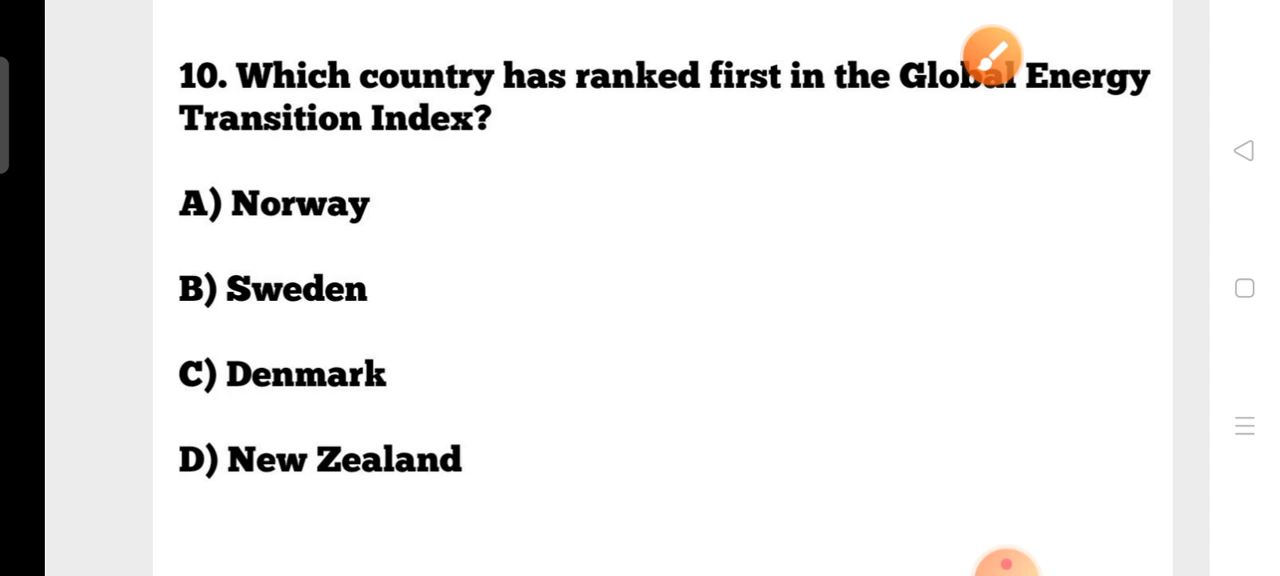 10. Which country has ranked first in the Global Energy
Transition Index?
A) Norway
B) Sweden
C) Denmark
D) New Zealand